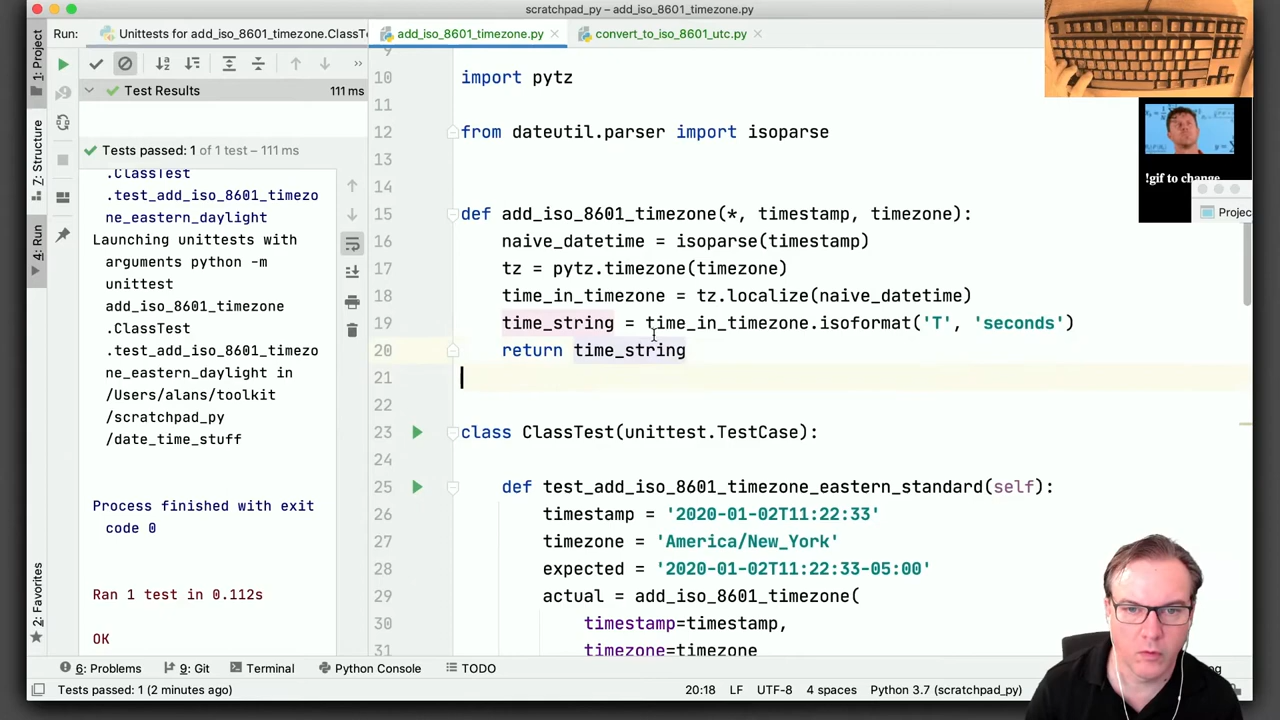 scratchpad_py – add_iso_8601_timezone.py
Run:
Unittests for add_iso_8601_timezone.ClassT
add_iso_8601_timezone.py
convert_to_iso_8601_utc.py
1: Project
Z: Structure
4: Run
2: Favorites
Test Results
111 ms
Tests passed: 1 of 1 test – 111 ms
.ClassTest
.test_add_iso_8601_timezo
ne_eastern_daylight
Launching unittests with
arguments python -m
unittest
add_iso_8601_timezone
.ClassTest
.test_add_iso_8601_timezo
ne_eastern_daylight in
/Users/alans/toolkit
/scratchpad_py
/date_time_stuff
Process finished with exit
code 0
Ran 1 test in 0.112s
OK
9
10 import pytz
11
12 from dateutil.parser import isoparse
13
14
15 def add_iso_8601_timezone(*, timestamp, timezone):
16 naive_datetime = isoparse(timestamp)
17 tz = pytz.timezone(timezone)
18 time_in_timezone = tz.localize(naive_datetime)
19 time_string = time_in_timezone.isoformat('T', 'seconds')
20 return time_string
21
22
23 class ClassTest(unittest.TestCase):
24
25 def test_add_iso_8601_timezone_eastern_standard(self):
26 timestamp = '2020-01-02T11:22:33'
27 timezone = 'America/New_York'
28 expected = '2020-01-02T11:22:33-05:00'
29 actual = add_iso_8601_timezone(
30 timestamp=timestamp,
31 timezone=timezone
!gif to change
Projec
6: Problems
9: Git
Terminal
Python Console
TODO
Tests passed: 1 (2 minutes ago)
20:18
LF
UTF-8
4 spaces
Python 3.7 (scratchpad_py)